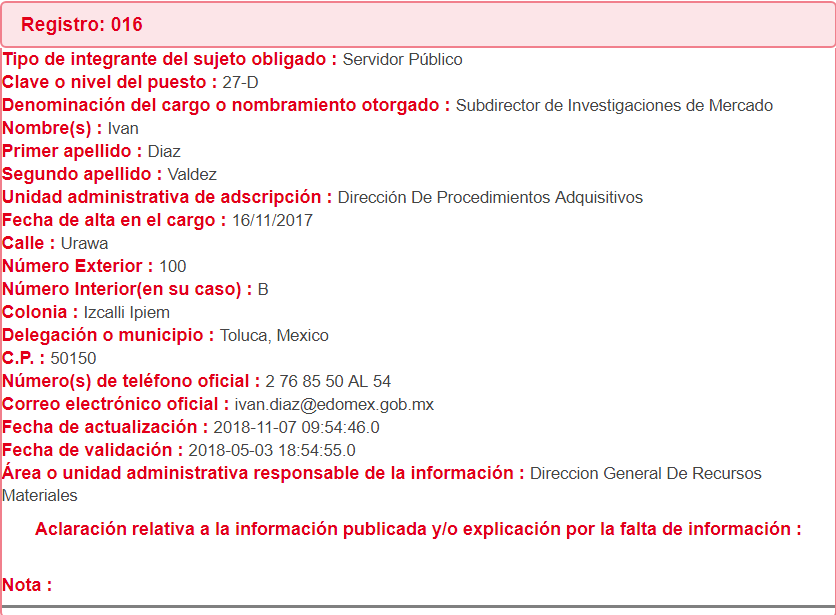 Registro: 016
Tipo de integrante del sujeto obligado : Servidor Público
Clave o nivel del puesto : 27-D
Denominación del cargo o nombramiento otorgado : Subdirector de Investigaciones de Mercado
Nombre(s) : Ivan
Primer apellido : Diaz
Segundo apellido : Valdez
Unidad administrativa de adscripción : Dirección De Procedimientos Adquisitivos
Fecha de alta en el cargo : 16/11/2017
Calle : Urawa
Número Exterior : 100
Número Interior(en su caso) : B
Colonia : Izcalli Ipiem
Delegación o municipio : Toluca, Mexico
C.P. : 50150
Número(s) de teléfono oficial : 2 76 85 50 AL 54
Correo electrónico oficial : ivan.diaz@edomex.gob.mx
Fecha de actualización : 2018-11-07 09:54:46.0
Fecha de validación : 2018-05-03 18:54:55.0
Área o unidad administrativa responsable de la información : Direccion General De Recursos
Materiales
Aclaración relativa a la información publicada y/o explicación por la falta de información :
Nota :